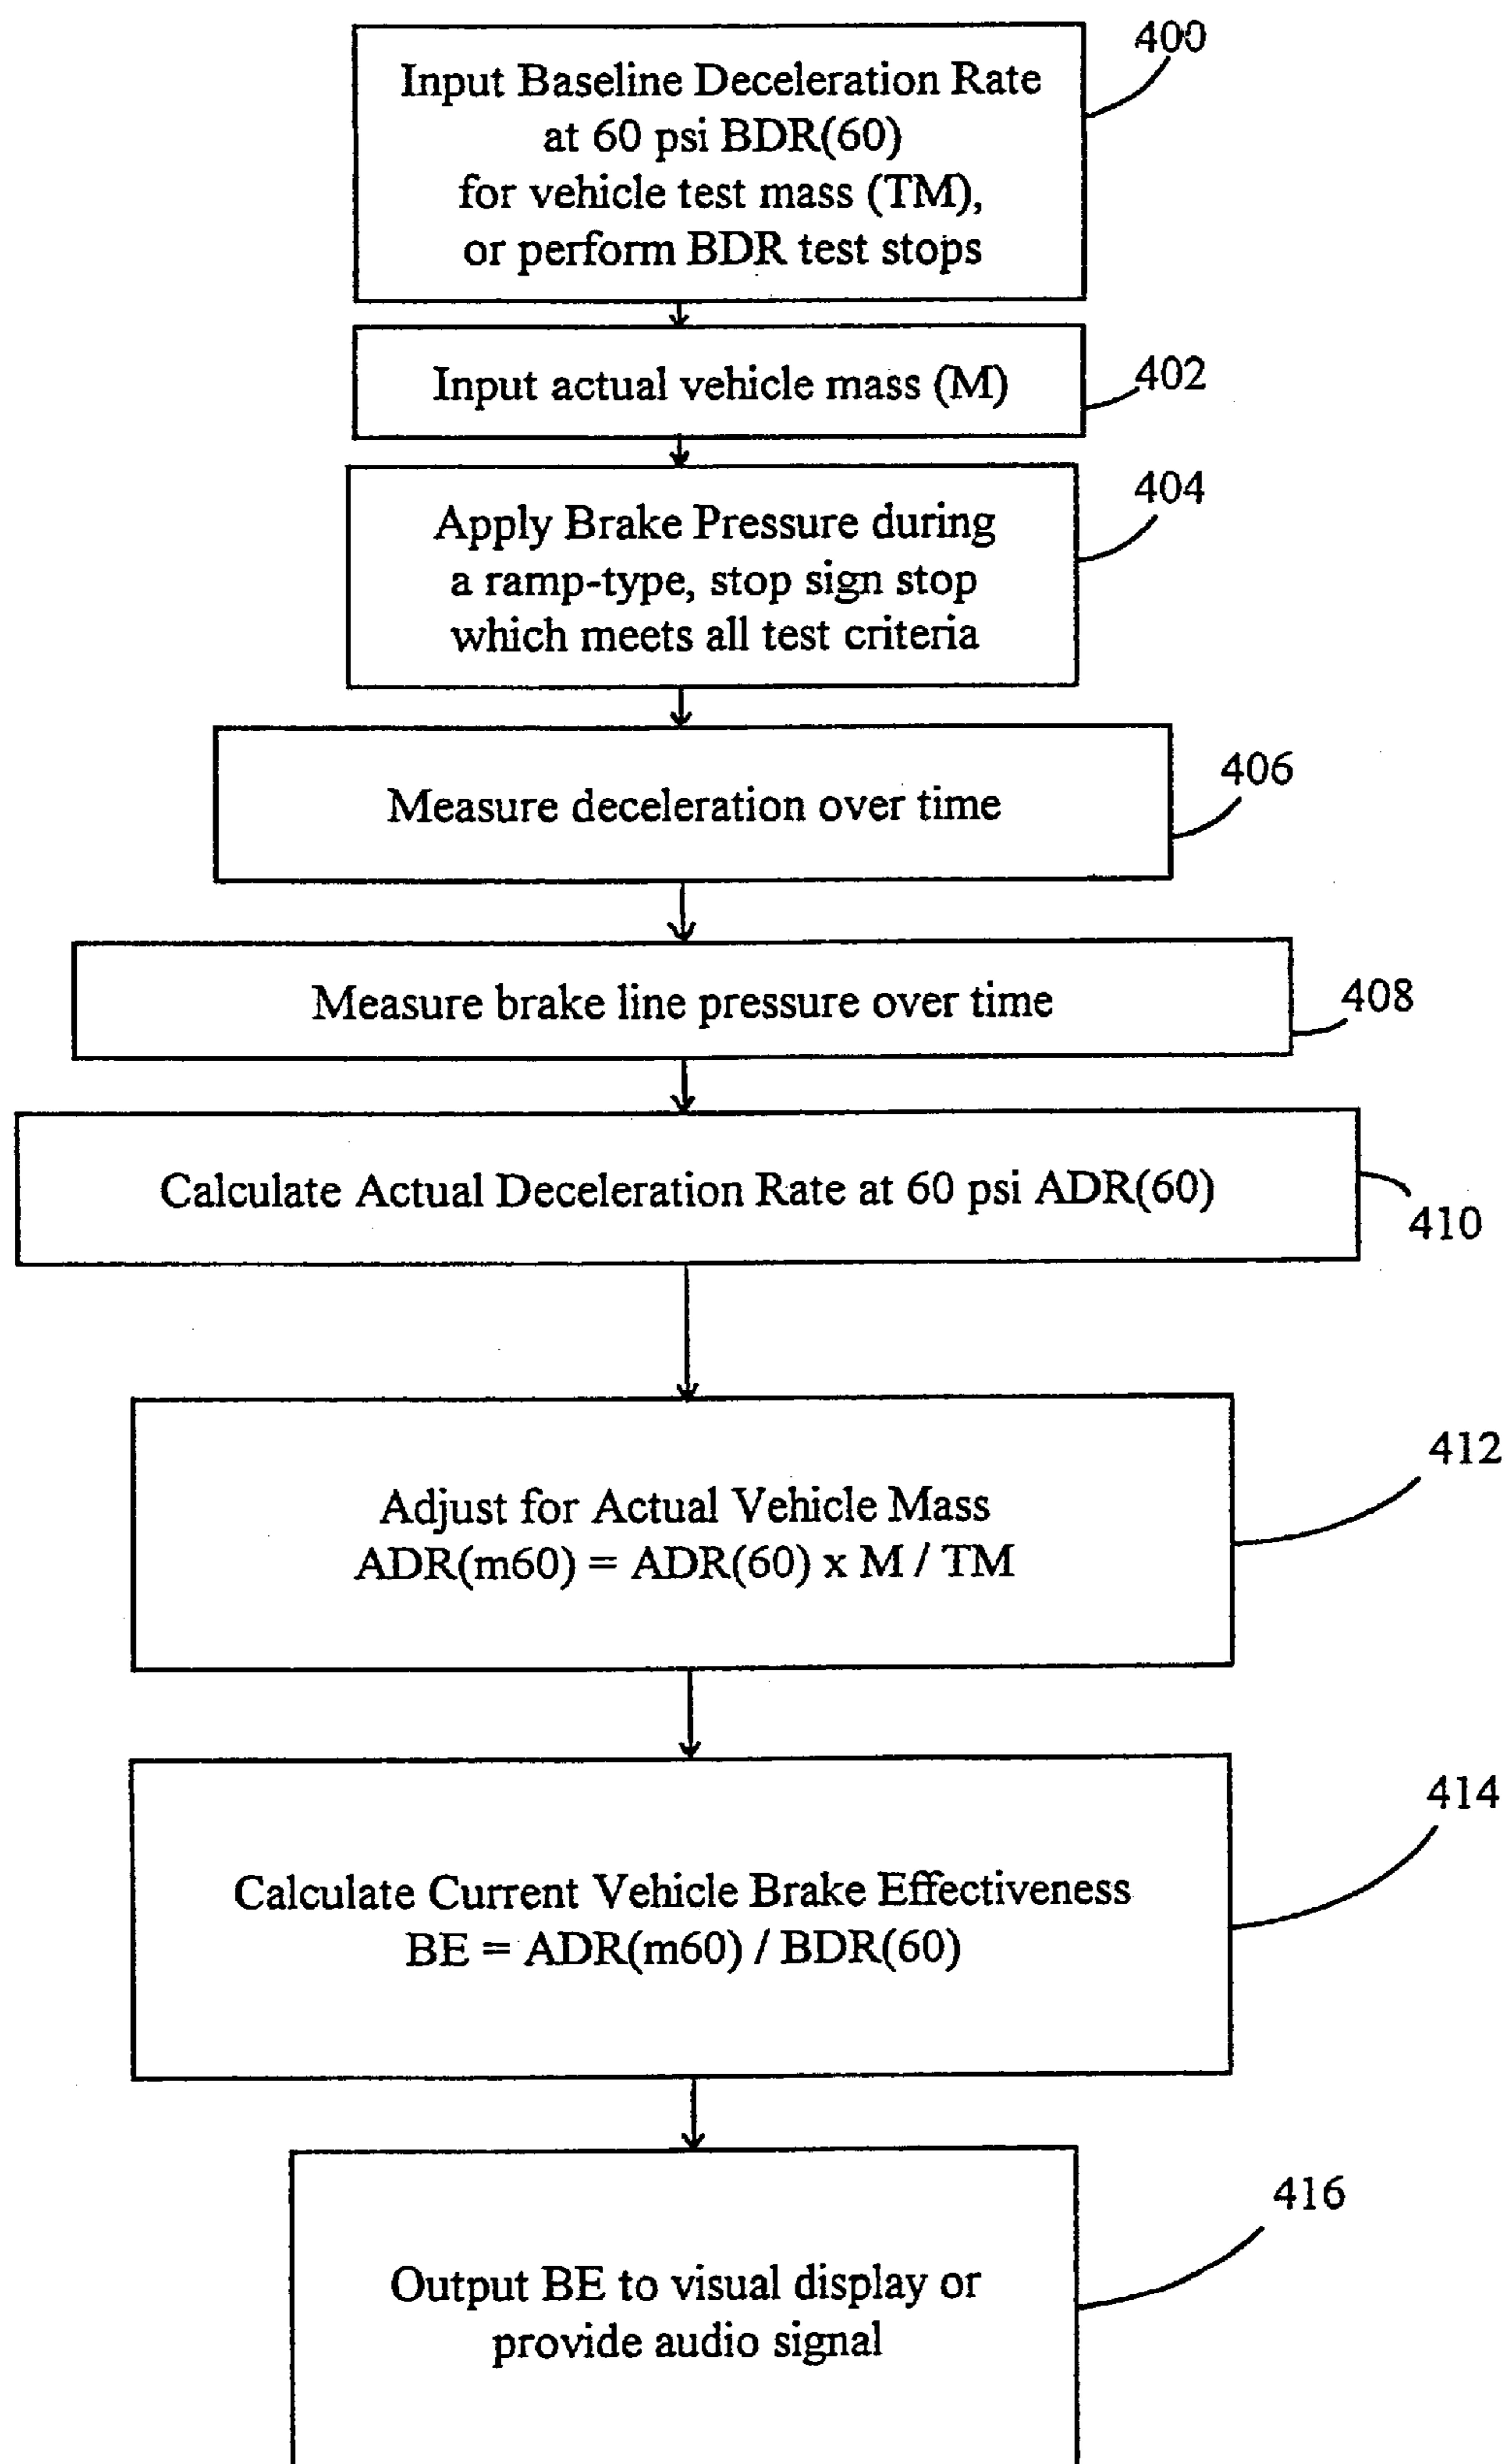 400
Input Baseline Deceleration Rate
at 60 psi BDR(60)
for vehicle test mass (TM),
or perform BDR test stops
402
Input actual vehicle mass (M)
404
Apply Brake Pressure during
a ramp-type, stop sign stop
which meets all test criteria
406
Measure deceleration over time
408
Measure brake line pressure over time
Calculate Actual Deceleration Rate at 60 psi ADR(60)
410
412
Adjust for Actual Vehicle Mass
ADR(m60) = ADR(60) x M / TM
414
Calculate Current Vehicle Brake Effectiveness
BE = ADR(m60) / BDR(60)
416
Output BE to visual display or
provide audio signal